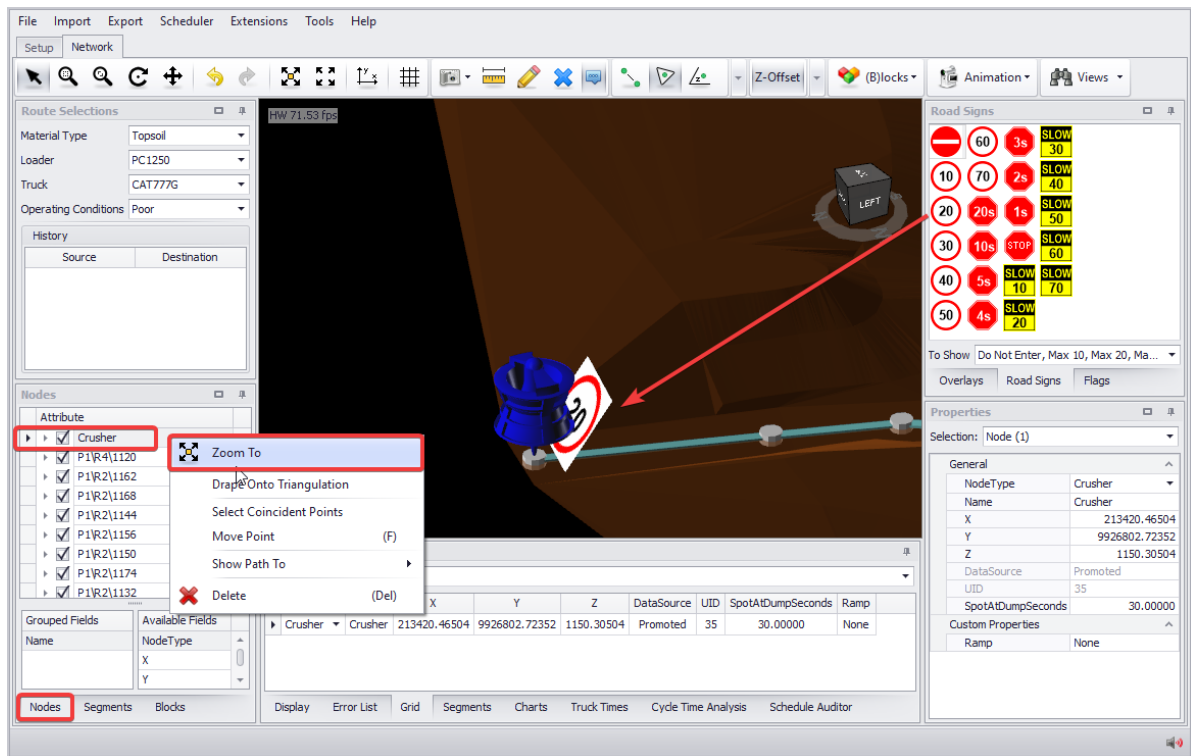 File Import Export Scheduler Extensions Tools Help
Setup Network
Z-Offset (B)locks Animation Views
Route Selections
Material Type Topsoil
Loader PC1250
Truck CAT777G
Operating Conditions Poor
History
Source Destination
HW 71.53 fps
LEFT
20
Road Signs
60 3s SLOW 30
10 70 2s SLOW 40
20 20s 1s SLOW 50
30 10s STOP SLOW 60
40 5s SLOW 10 SLOW 70
50 4s SLOW 20
To Show Do Not Enter, Max 10, Max 20, Ma...
Overlays Road Signs Flags
Nodes
Attribute
Crusher
P1\R4\1120
P1\R2\1162
P1\R2\1168
P1\R2\1144
P1\R2\1156
P1\R2\1150
P1\R2\1174
P1\R2\1132
Zoom To
Drape Onto Triangulation
Select Coincident Points
Move Point (F)
Show Path To
Delete (Del)
Grouped Fields Available Fields
Name NodeType
X
Y
Nodes Segments Blocks
X Y Z DataSource UID SpotAtDumpSeconds Ramp
Crusher Crusher 213420.46504 9926802.72352 1150.30504 Promoted 35 30.00000 None
Display Error List Grid Segments Charts Truck Times Cycle Time Analysis Schedule Auditor
Properties
Selection: Node (1)
General
NodeType Crusher
Name Crusher
X 213420.46504
Y 9926802.72352
Z 1150.30504
DataSource Promoted
UID 35
SpotAtDumpSeconds 30.00000
Custom Properties
Ramp None